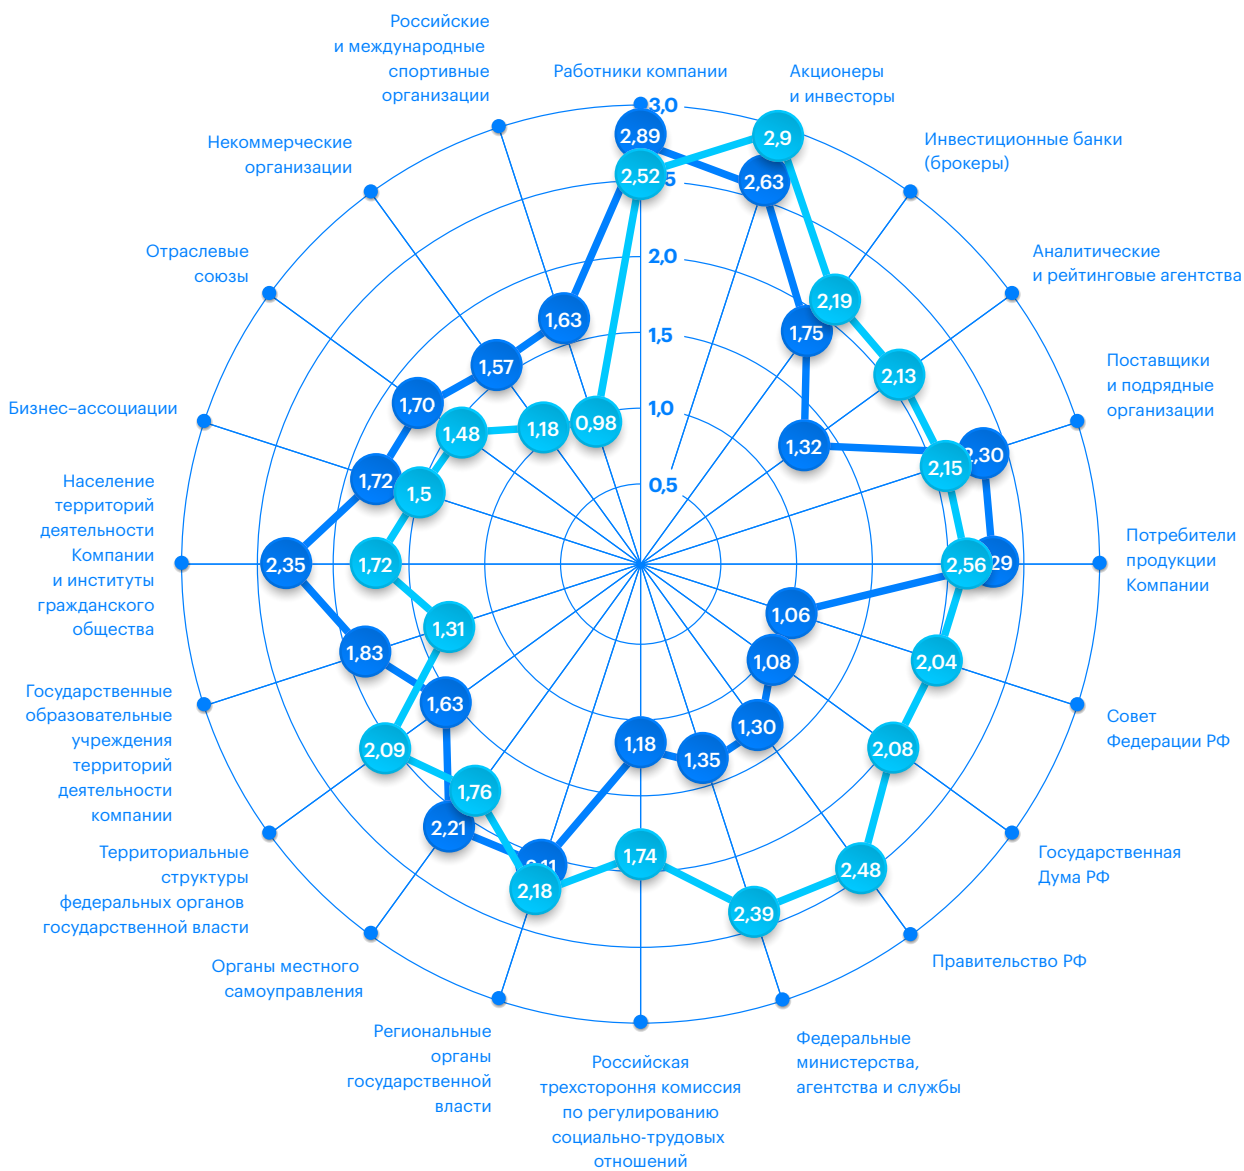 Российские
и международные
спортивные
организации
Работники компании
Акционеры
и инвесторы
Инвестиционные банки
(брокеры)
Аналитические
и рейтинговые агентства
Поставщики
и подрядные
организации
Потребители
продукции
Компании
Совет
Федерации РФ
Государственная
Дума РФ
Правительство РФ
Федеральные
министерства,
агентства и службы
Российская
трехсторонняя комиссия
по регулированию
социально-трудовых
отношений
Региональные
органы
государственной
власти
Органы местного
самоуправления
Территориальные
структуры
федеральных органов
государственной власти
Государственные
образовательные
учреждения
территорий
деятельности
компании
Население
территорий
деятельности
Компании
и институты
гражданского
общества
Бизнес–ассоциации
Отраслевые
союзы
Некоммерческие
организации
3,0
2,0
1,5
1,0
0,5
2,89
2,63
1,75
1,32
1,06
1,08
1,30
1,35
1,18
2,21
1,63
1,83
2,35
1,72
1,70
1,57
1,63
2,52
2,9
2,19
2,13
2,15
2,56
2,04
2,08
2,48
2,39
1,74
2,18
1,76
2,09
1,31
1,72
1,5
1,48
1,18
0,98